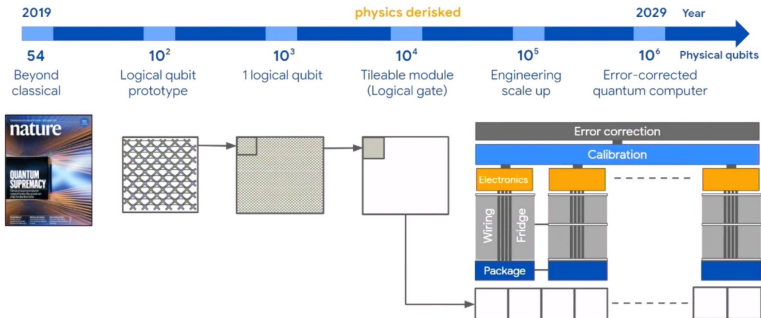 2019
physics derisked
2029
Year
54
10²
10³
10⁴
10⁵
10⁶
Physical qubits
Beyond
classical
Logical qubit
prototype
1 logical qubit
Tileable module
(Logical gate)
Engineering
scale up
Error-corrected
quantum computer
nature
QUANTUM
SUPREMACY
Error correction
Calibration
Electronics
Wiring
Fridge
Package